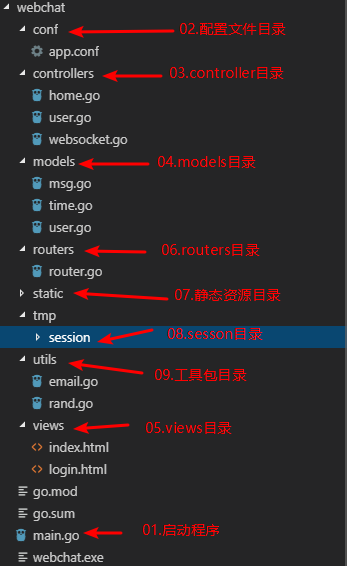 webchat
conf 02.配置文件目录
app.conf
controllers 03.controller目录
home.go
user.go
websocket.go
models 04.models目录
msg.go
time.go
user.go
routers 06.routers目录
router.go
static 07.静态资源目录
tmp
session 08.sesson目录
utils 09.工具包目录
email.go
rand.go
views 05.views目录
index.html
login.html
go.mod
go.sum
main.go 01.启动程序
webchat.exe